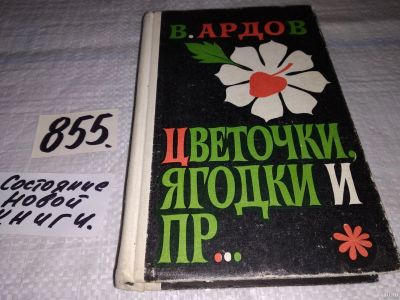 В. АРДОВ
ЦВЕТОЧКИ,
ЯГОДКИ И
ПР...
855.
Состояние
новой
книги.